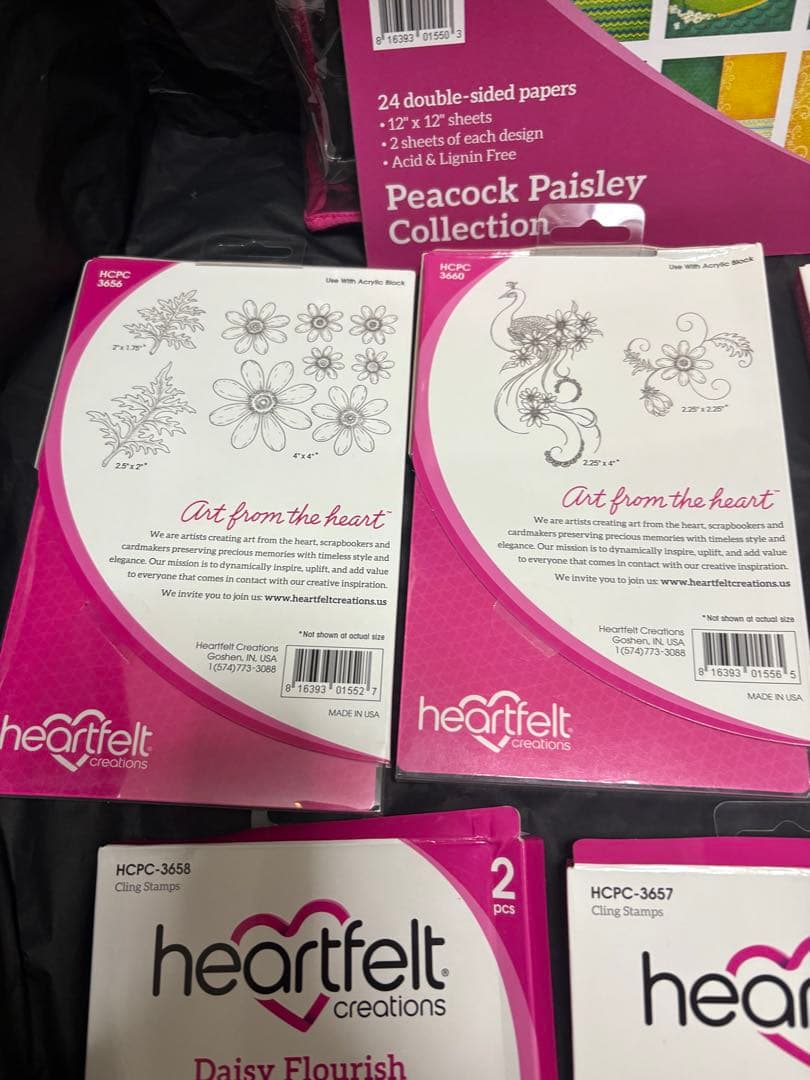 8 16393 01550 3
24 double-sided papers
• 12" x 12" sheets
• 2 sheets of each design
• Acid & Lignin Free
Peacock Paisley
Collection
HCPC
3656
Use With Acrylic Block
2" x 1.75"*
2.5" x 2"*
4" x 4"*
Art from the heart™
We are artists creating art from the heart, scrapbookers and
cardmakers preserving precious memories with timeless style and
elegance. Our mission is to dynamically inspire, uplift, and add value
to everyone that comes in contact with our creative inspiration.
We invite you to join us: www.heartfeltcreations.us
*Not shown at actual size
Heartfelt Creations
Goshen, IN, USA
1(574)773-3088
8 16393 01552 7
MADE IN USA
heartfelt
creations
HCPC
3660
Use With Acrylic Block
2.25" x 2.25"*
2.25" x 4"*
Art from the heart™
We are artists creating art from the heart, scrapbookers and
cardmakers preserving precious memories with timeless style and
elegance. Our mission is to dynamically inspire, uplift, and add value
to everyone that comes in contact with our creative inspiration.
We invite you to join us: www.heartfeltcreations.us
*Not shown at actual size
Heartfelt Creations
Goshen, IN, USA
1(574)773-3088
8 16393 01556 5
MADE IN USA
heartfelt
creations
HCPC-3658
Cling Stamps
2
pcs
heartfelt®
creations
Daisy Flourish
HCPC-3657
Cling Stamps
hear